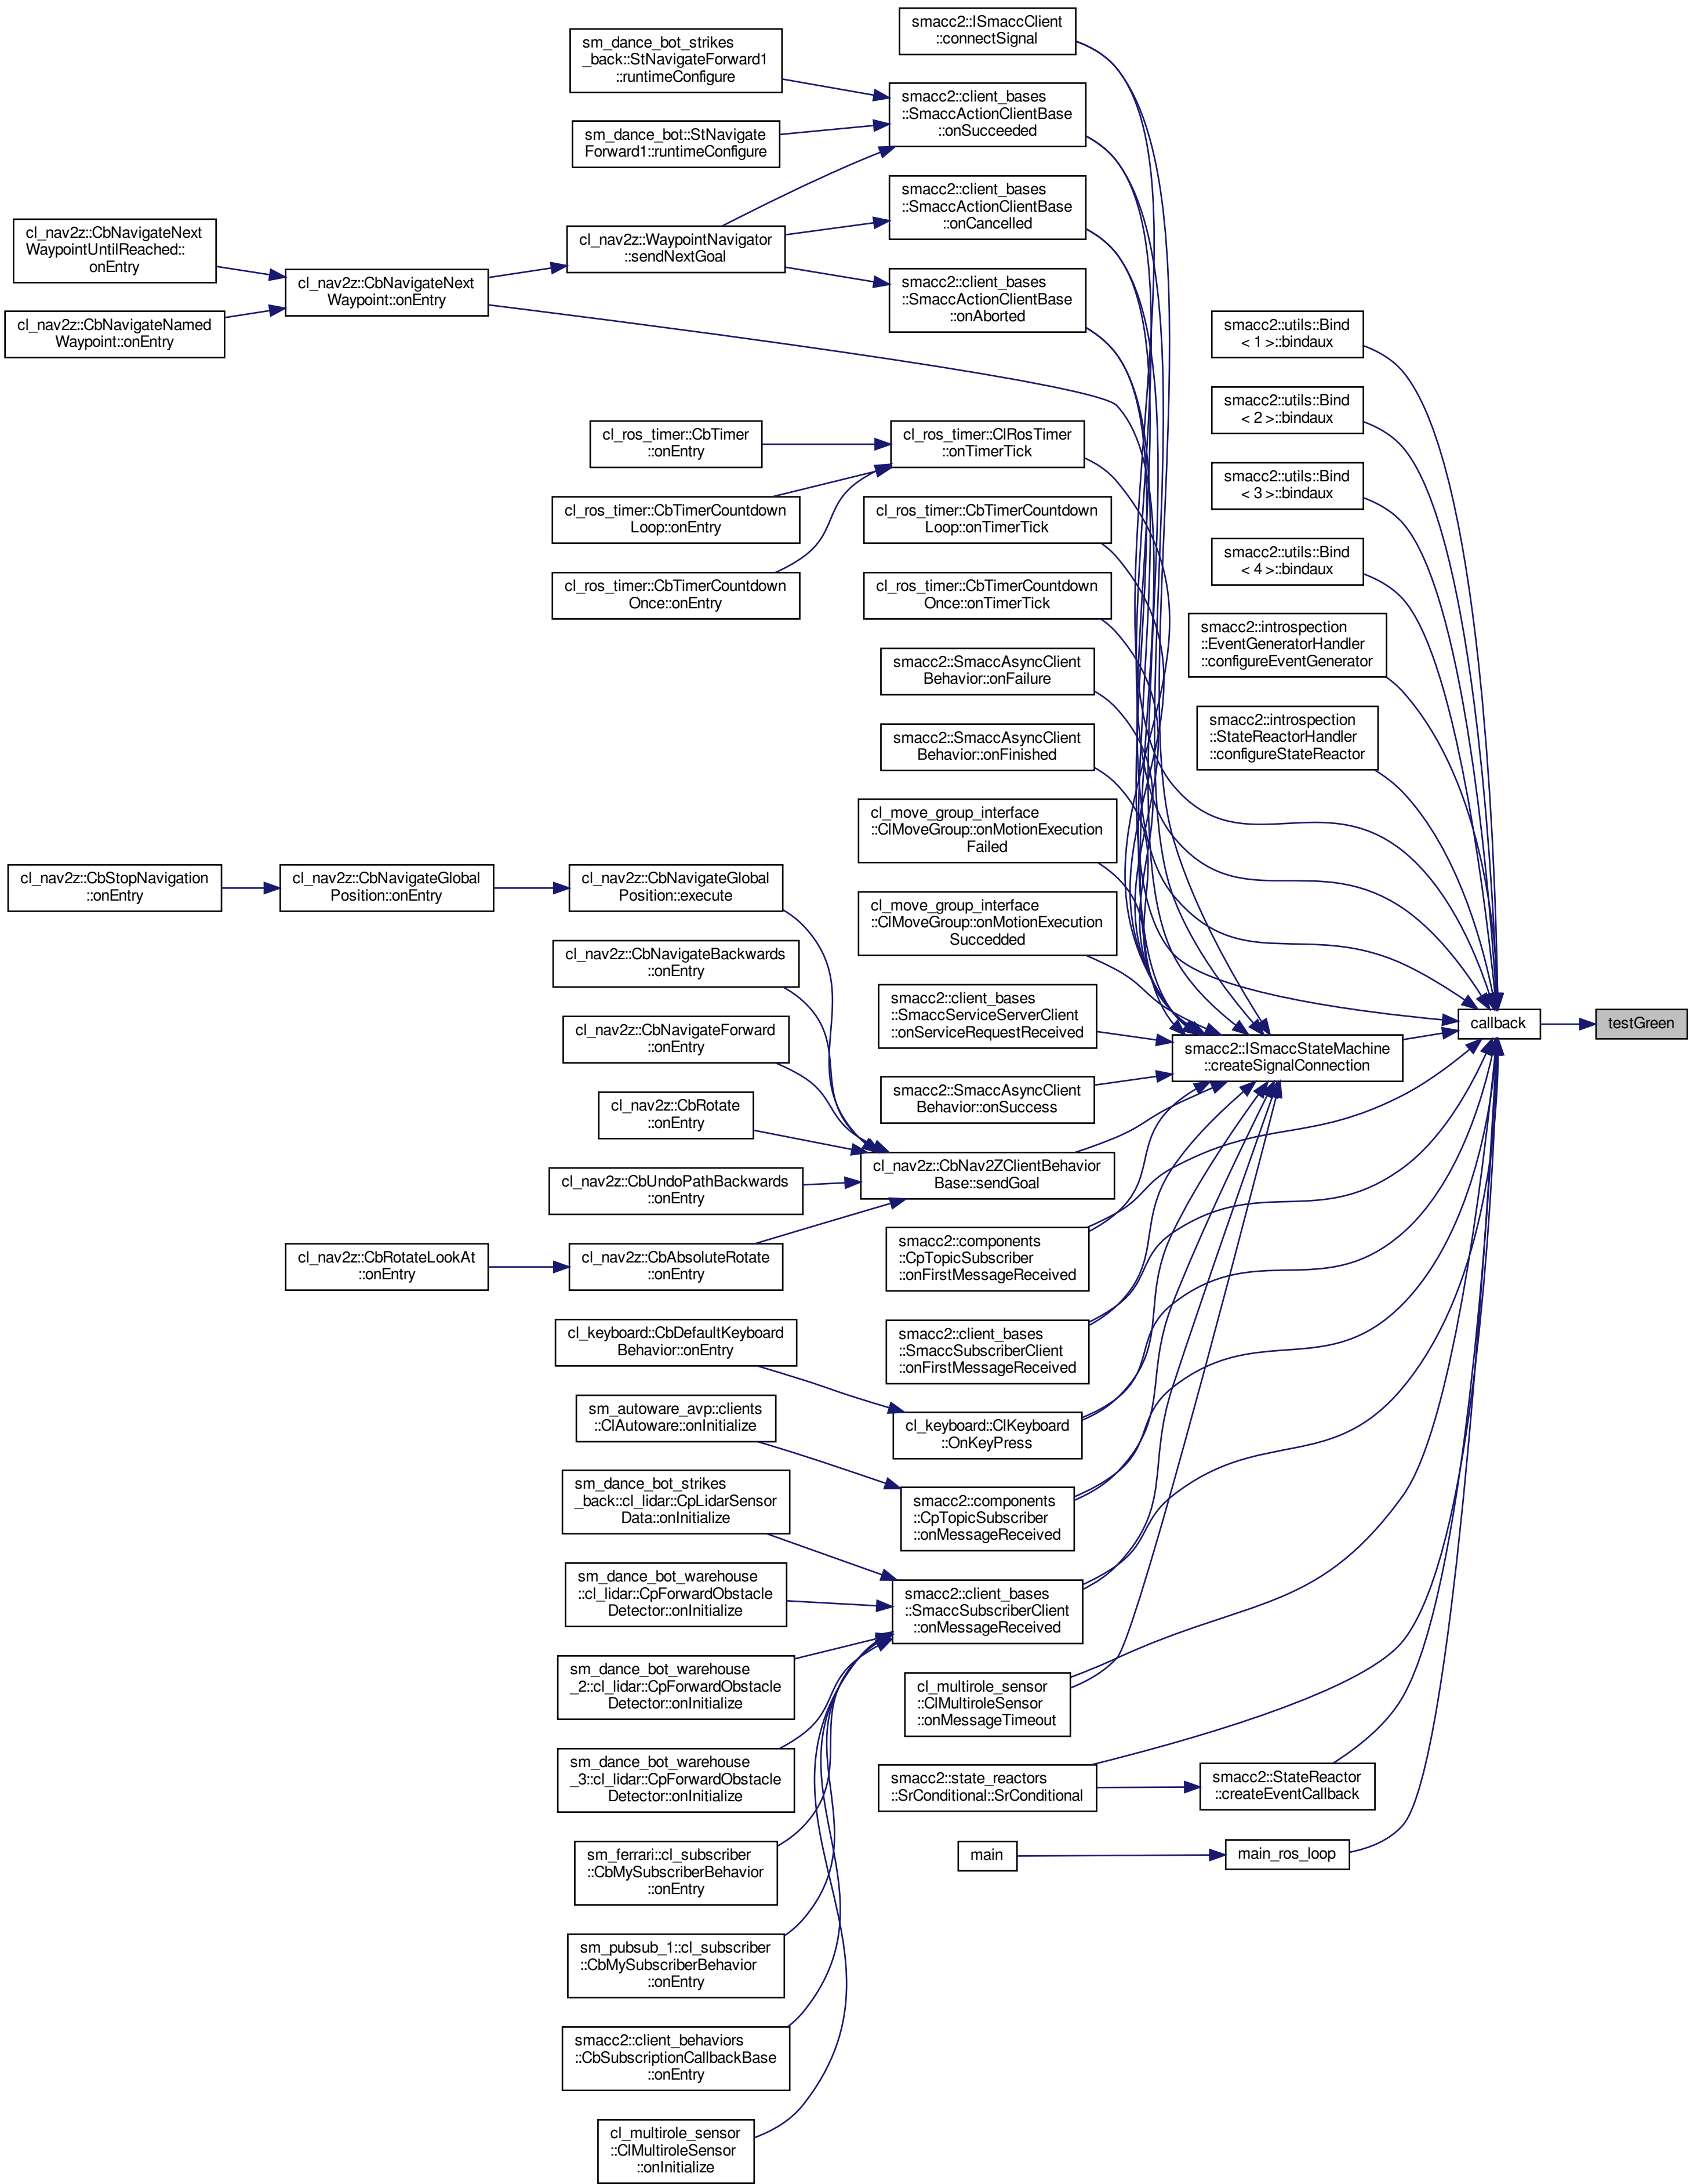 smacc2::ISmaccClient
::connectSignal
sm_dance_bot_strikes
_back::StNavigateForward1
::runtimeConfigure
smacc2::client_bases
::SmaccActionClientBase
::onSucceeded
sm_dance_bot::StNavigate
Forward1::runtimeConfigure
smacc2::client_bases
::SmaccActionClientBase
::onCancelled
cl_nav2z::CbNavigateNext
WaypointUntilReached::
onEntry
cl_nav2z::WaypointNavigator
::sendNextGoal
cl_nav2z::CbNavigateNext
Waypoint::onEntry
smacc2::client_bases
::SmaccActionClientBase
::onAborted
cl_nav2z::CbNavigateNamed
Waypoint::onEntry
smacc2::utils::Bind
< 1 >::bindaux
smacc2::utils::Bind
< 2 >::bindaux
cl_ros_timer::CbTimer
::onEntry
cl_ros_timer::ClRosTimer
::onTimerTick
smacc2::utils::Bind
< 3 >::bindaux
cl_ros_timer::CbTimerCountdown
Loop::onEntry
cl_ros_timer::CbTimerCountdown
Loop::onTimerTick
smacc2::utils::Bind
< 4 >::bindaux
cl_ros_timer::CbTimerCountdown
Once::onEntry
cl_ros_timer::CbTimerCountdown
Once::onTimerTick
smacc2::introspection
::EventGeneratorHandler
::configureEventGenerator
smacc2::SmaccAsyncClient
Behavior::onFailure
smacc2::introspection
::StateReactorHandler
::configureStateReactor
smacc2::SmaccAsyncClient
Behavior::onFinished
cl_move_group_interface
::ClMoveGroup::onMotionExecution
Failed
cl_nav2z::CbStopNavigation
::onEntry
cl_nav2z::CbNavigateGlobal
Position::onEntry
cl_nav2z::CbNavigateGlobal
Position::execute
cl_move_group_interface
::ClMoveGroup::onMotionExecution
Succedded
cl_nav2z::CbNavigateBackwards
::onEntry
smacc2::client_bases
::SmaccServiceServerClient
::onServiceRequestReceived
callback
testGreen
cl_nav2z::CbNavigateForward
::onEntry
smacc2::ISmaccStateMachine
::createSignalConnection
smacc2::SmaccAsyncClient
Behavior::onSuccess
cl_nav2z::CbRotate
::onEntry
cl_nav2z::CbNav2ZClientBehavior
Base::sendGoal
cl_nav2z::CbUndoPathBackwards
::onEntry
smacc2::components
::CpTopicSubscriber
::onFirstMessageReceived
cl_nav2z::CbRotateLookAt
::onEntry
cl_nav2z::CbAbsoluteRotate
::onEntry
smacc2::client_bases
::SmaccSubscriberClient
::onFirstMessageReceived
cl_keyboard::CbDefaultKeyboard
Behavior::onEntry
sm_autoware_avp::clients
::ClAutoware::onInitialize
cl_keyboard::ClKeyboard
::OnKeyPress
sm_dance_bot_strikes
_back::cl_lidar::CpLidarSensor
Data::onInitialize
smacc2::components
::CpTopicSubscriber
::onMessageReceived
sm_dance_bot_warehouse
::cl_lidar::CpForwardObstacle
Detector::onInitialize
smacc2::client_bases
::SmaccSubscriberClient
::onMessageReceived
sm_dance_bot_warehouse
_2::cl_lidar::CpForwardObstacle
Detector::onInitialize
cl_multirole_sensor
::ClMultiroleSensor
::onMessageTimeout
sm_dance_bot_warehouse
_3::cl_lidar::CpForwardObstacle
Detector::onInitialize
smacc2::state_reactors
::SrConditional::SrConditional
smacc2::StateReactor
::createEventCallback
sm_ferrari::cl_subscriber
::CbMySubscriberBehavior
::onEntry
main
main_ros_loop
sm_pubsub_1::cl_subscriber
::CbMySubscriberBehavior
::onEntry
smacc2::client_behaviors
::CbSubscriptionCallbackBase
::onEntry
cl_multirole_sensor
::ClMultiroleSensor
::onInitialize